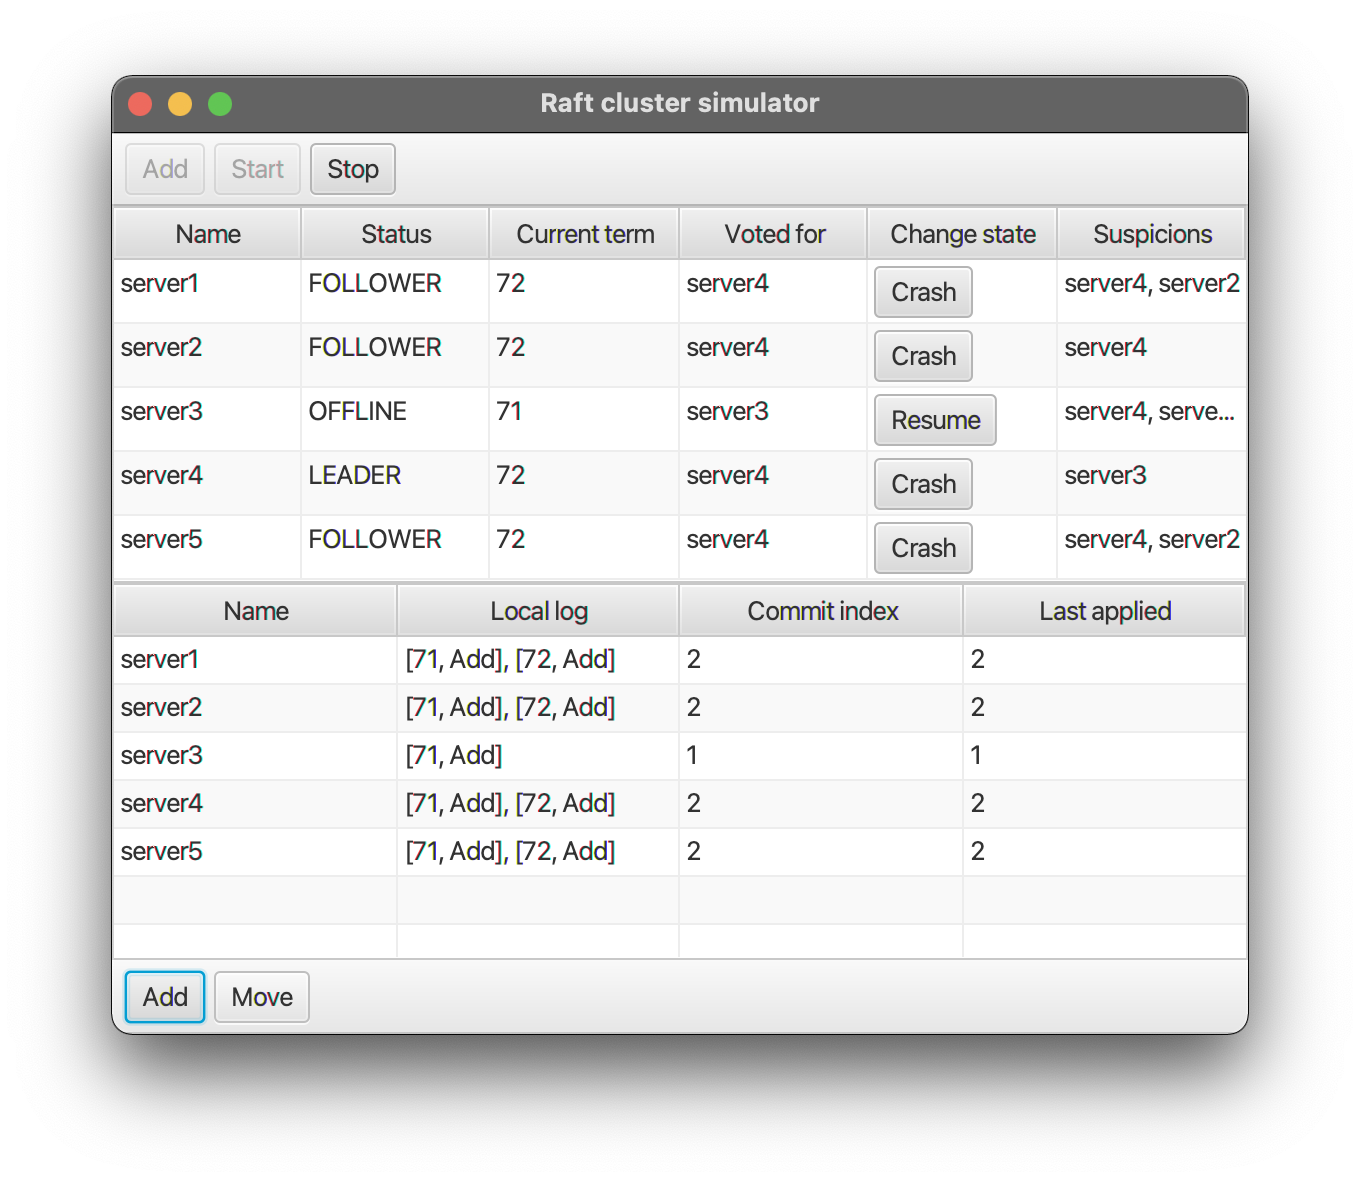 Raft cluster simulator
Add Start Stop
Name Status Current term Voted for Change state Suspicions
server1 FOLLOWER 72 server4 Crash server4, server2
server2 FOLLOWER 72 server4 Crash server4
server3 OFFLINE 71 server3 Resume server4, serve...
server4 LEADER 72 server4 Crash server3
server5 FOLLOWER 72 server4 Crash server4, server2
Name Local log Commit index Last applied
server1 [71, Add], [72, Add] 2 2
server2 [71, Add], [72, Add] 2 2
server3 [71, Add] 1 1
server4 [71, Add], [72, Add] 2 2
server5 [71, Add], [72, Add] 2 2
Add Move